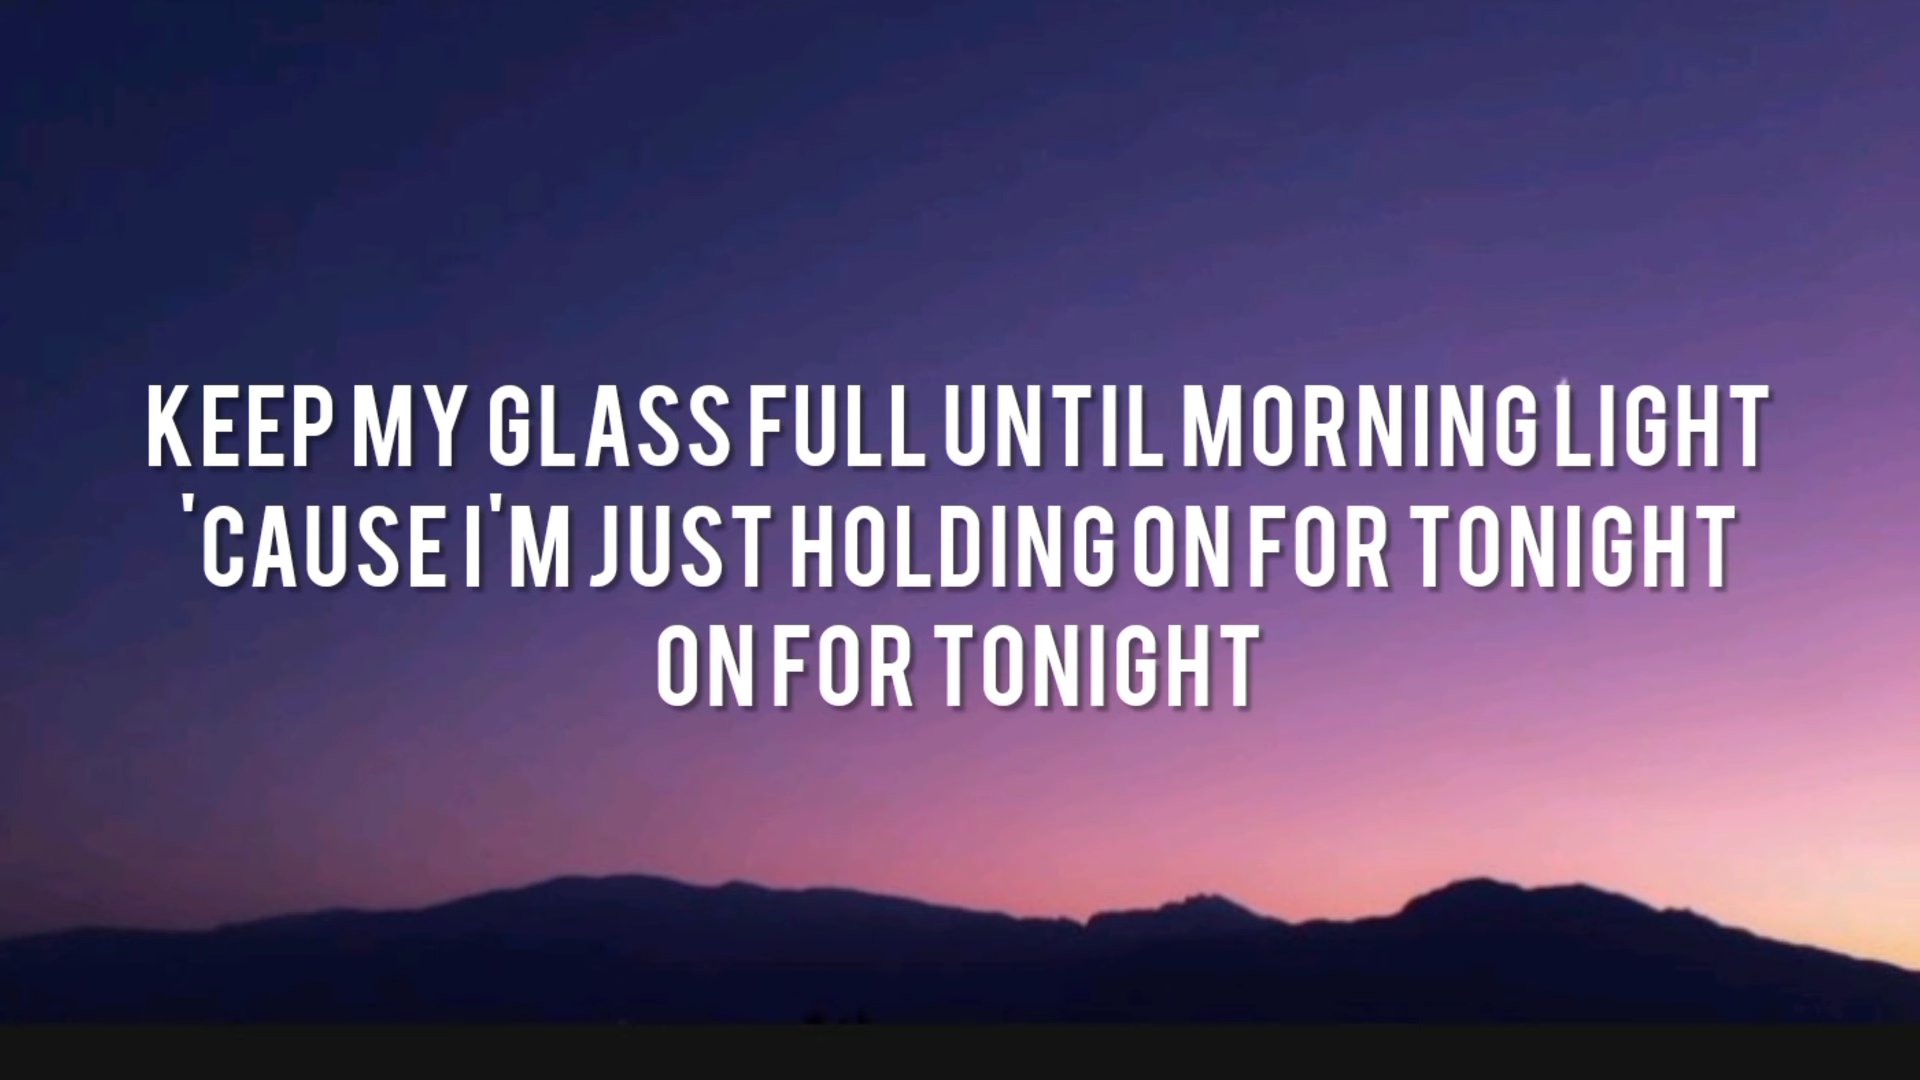 KEEP MY GLASS FULL UNTIL MORNING LIGHT
'CAUSE I'M JUST HOLDING ON FOR TONIGHT
ON FOR TONIGHT